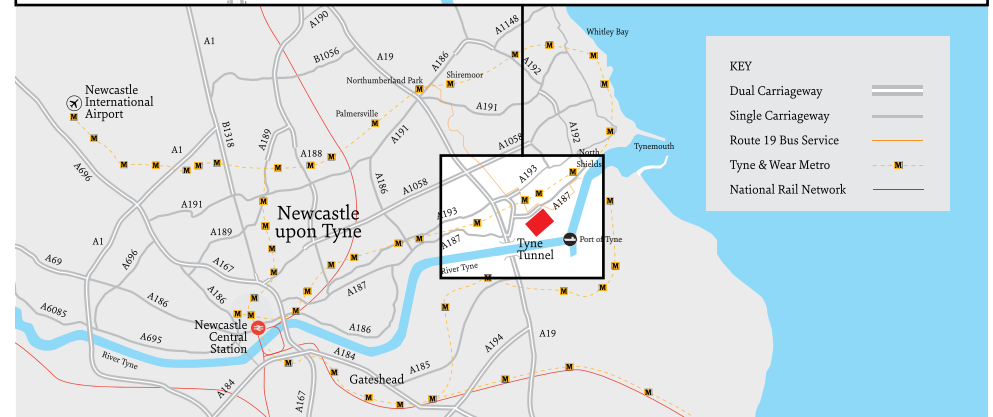 A1148
A190
Whitley Bay
A1
B1056
A19
A186
A192
Shiremoor
Northumberland Park
Newcastle
International
Airport
A191
Palmersville
B1318
A189
A191
A1058
A192
Tynemouth
A1
A188
North
Shields
A696
A186
A1058
A193
A191
Newcastle
upon Tyne
A193
A187
A189
A1
A187
Tyne
Tunnel
Port of Tyne
A69
A696
A167
River Tyne
A186
A186
A187
A6085
A695
Newcastle
Central
Station
A186
A19
River Tyne
A184
A194
A185
Gateshead
A184
A167
KEY
Dual Carriageway
Single Carriageway
Route 19 Bus Service
Tyne & Wear Metro
M
National Rail Network